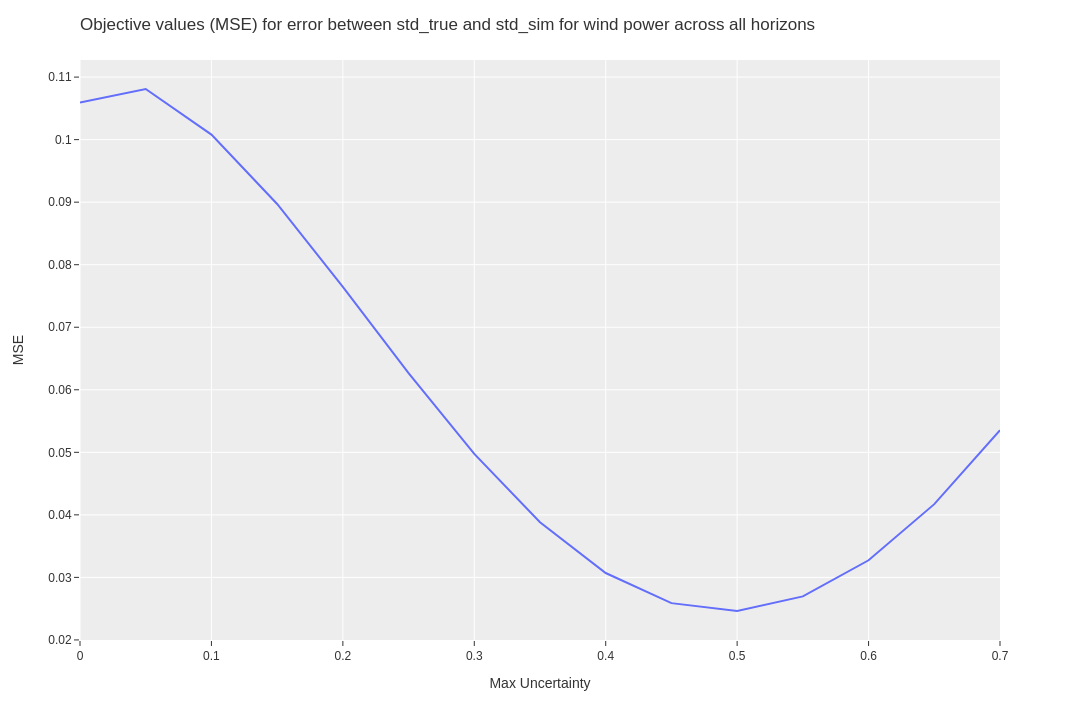 Objective values (MSE) for error between std_true and std_sim for wind power across all horizons
0.11
0.1
0.09
0.08
0.07
0.06
0.05
0.04
0.03
0.02
MSE
0 0.1 0.2 0.3 0.4 0.5 0.6 0.7
Max Uncertainty